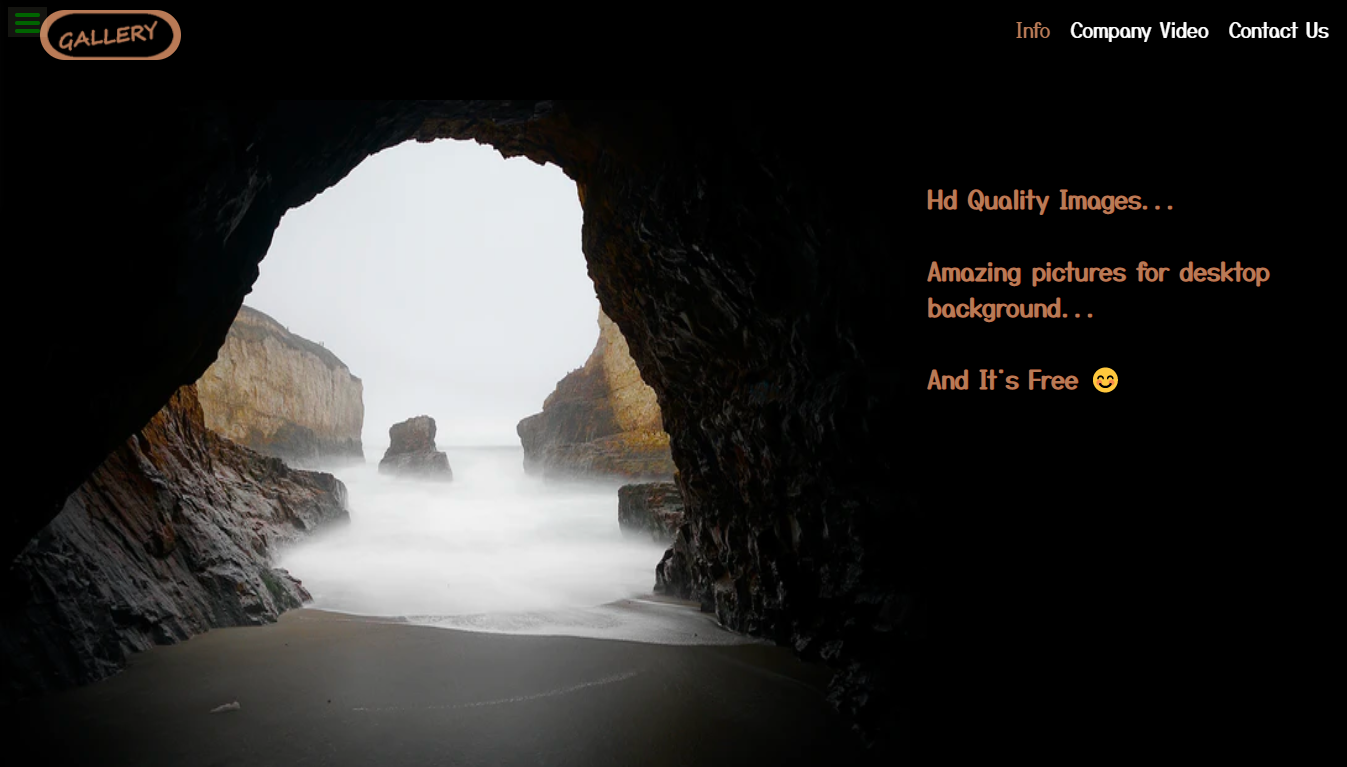 GALLERY
Info Company Video Contact Us
Hd Quality Images...
Amazing pictures for desktop
background...
And It's Free 😊